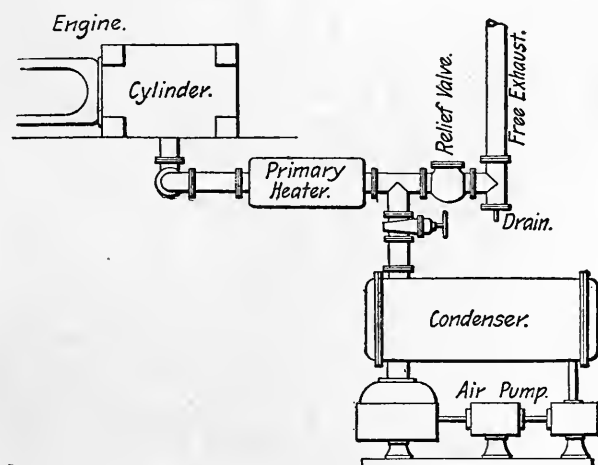 Engine.
Cylinder.
Primary
Heater.
Relief Valve.
Free Exhaust.
Drain.
Condenser.
Air Pump.